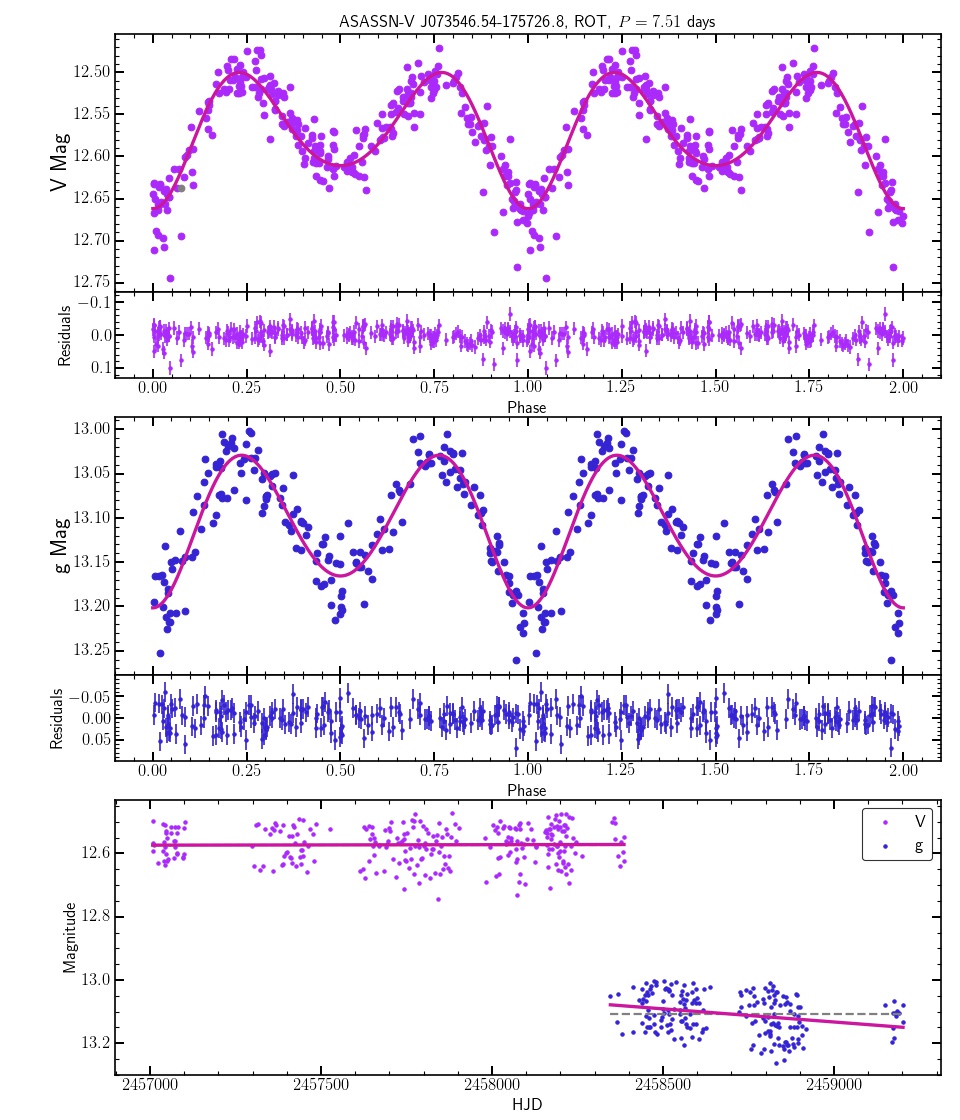 ASASSN-V J073546.54-175726.8, ROT, P = 7.51 days
12.50
12.55
12.60
12.65
12.70
12.75
V Mag
−0.1
0.0
0.1
Residuals
0.00 0.25 0.50 0.75 1.00 1.25 1.50 1.75 2.00
Phase
13.00
13.05
13.10
13.15
13.20
13.25
g Mag
−0.05
0.00
0.05
Residuals
0.00 0.25 0.50 0.75 1.00 1.25 1.50 1.75 2.00
Phase
V
g
12.6
12.8
13.0
13.2
Magnitude
2457000 2457500 2458000 2458500 2459000
HJD